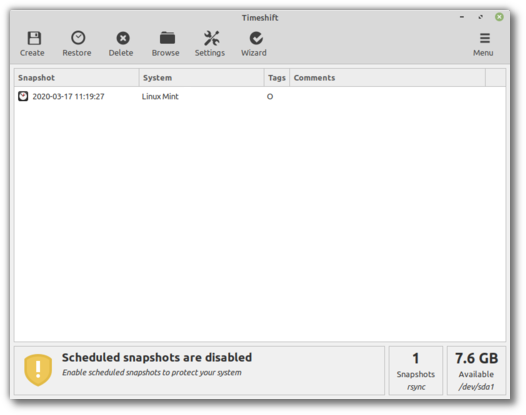 Timeshift
Create Restore Delete Browse Settings Wizard Menu
Snapshot System Tags Comments
2020-03-17 11:19:27 Linux Mint O
Scheduled snapshots are disabled
Enable scheduled snapshots to protect your system
1
Snapshots
rsync
7.6 GB
Available
/dev/sda1